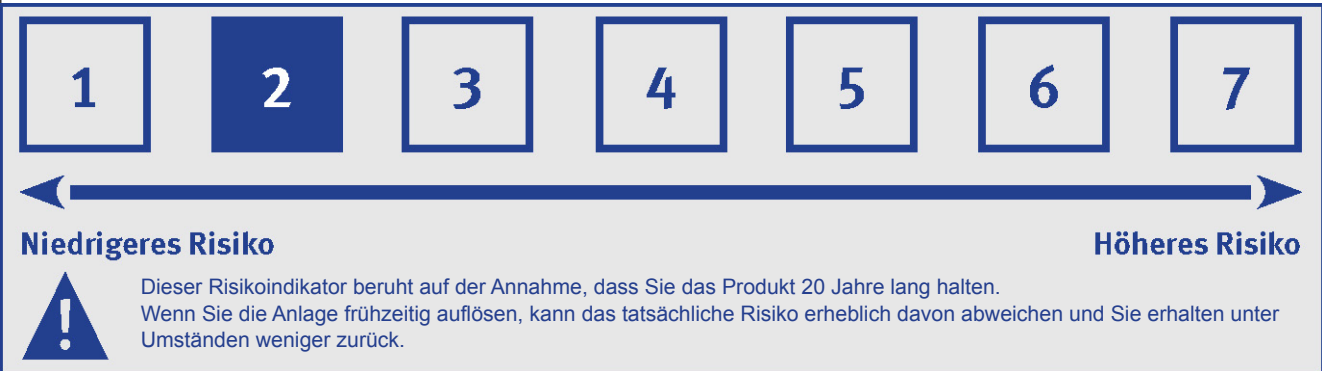 1 2 3 4 5 6 7
Niedrigeres Risiko Höheres Risiko
!
Dieser Risikoindikator beruht auf der Annahme, dass Sie das Produkt 20 Jahre lang halten.
Wenn Sie die Anlage frühzeitig auflösen, kann das tatsächliche Risiko erheblich davon abweichen und Sie erhalten unter
Umständen weniger zurück.